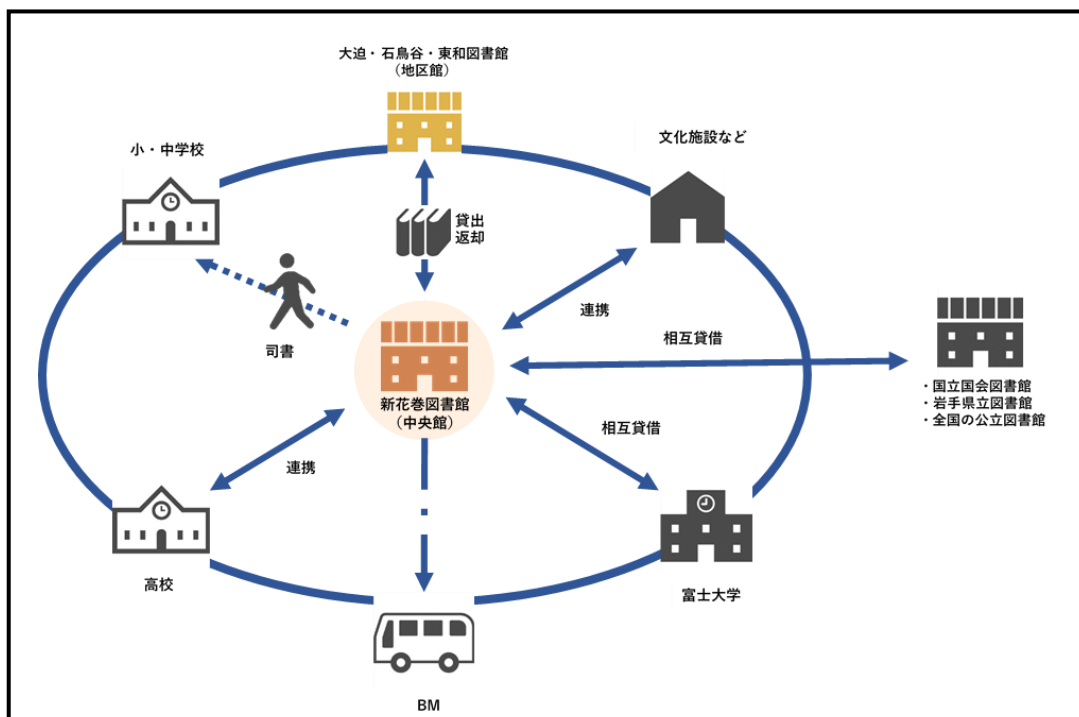 大迫・石鳥谷・東和図書館
（地区館）
小・中学校
文化施設など
貸出
返却
司書
連携
相互貸借
新花巻図書館
（中央館）
・国立国会図書館
・岩手県立図書館
・全国の公立図書館
相互貸借
連携
高校
富士大学
BM